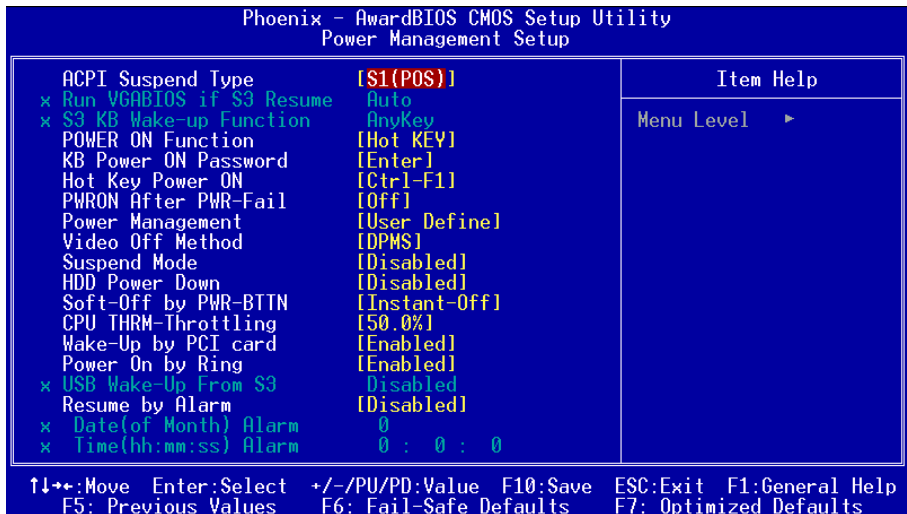 Phoenix - AwardBIOS CMOS Setup Utility
Power Management Setup
ACPI Suspend Type [S1(POS)]
x Run VGABIOS if S3 Resume Auto
x S3 KB Wake-up Function AnyKey
POWER ON Function [Hot KEY]
KB Power ON Password [Enter]
Hot Key Power ON [Ctrl-F1]
PWRON After PWR-Fail [Off]
Power Management [User Define]
Video Off Method [DPMS]
Suspend Mode [Disabled]
HDD Power Down [Disabled]
Soft-Off by PWR-BTTN [Instant-Off]
CPU THRM-Throttling [50.0%]
Wake-Up by PCI card [Enabled]
Power On by Ring [Enabled]
x USB Wake-Up From S3 Disabled
Resume by Alarm [Disabled]
x Date(of Month) Alarm 0
x Time(hh:mm:ss) Alarm 0 : 0 : 0
Item Help
Menu Level ►
↑↓→←:Move Enter:Select +/-/PU/PD:Value F10:Save ESC:Exit F1:General Help
F5: Previous Values F6: Fail-Safe Defaults F7: Optimized Defaults